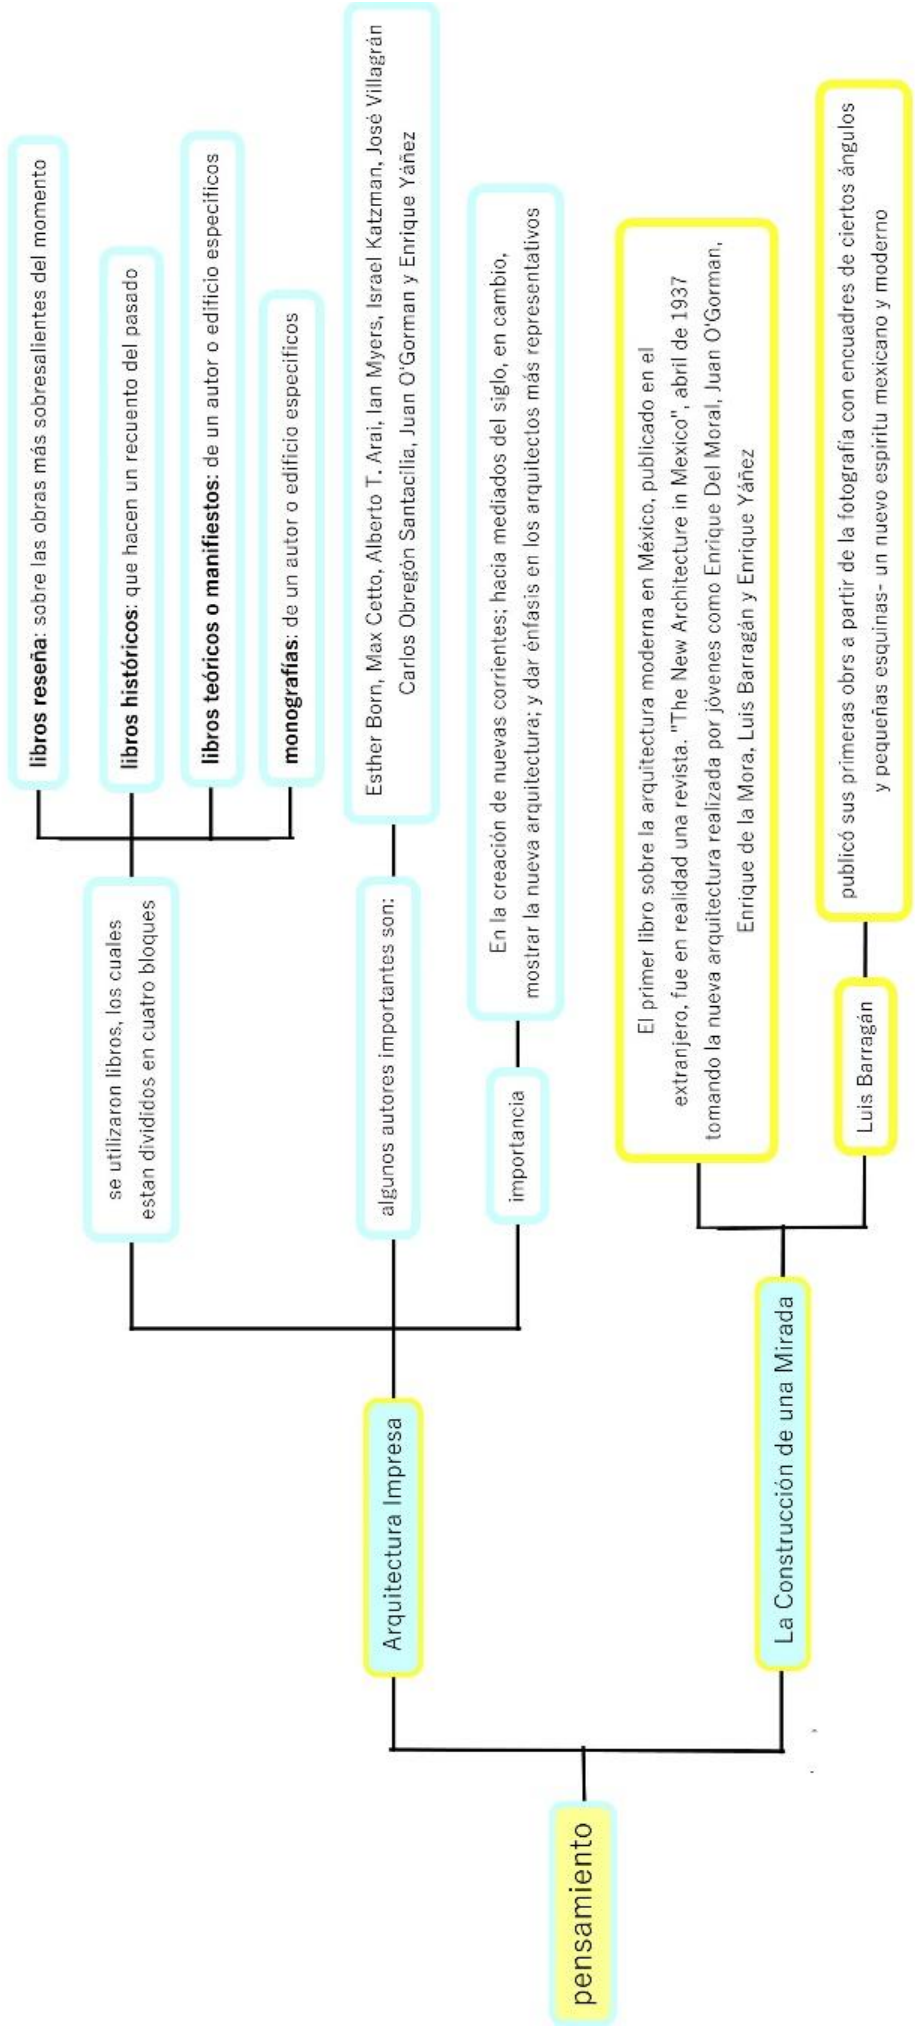 pensamiento
Arquitectura Impresa
se utilizaron libros, los cuales
estan divididos en cuatro bloques
libros reseña: sobre las obras más sobresalientes del momento
libros históricos: que hacen un recuento del pasado
libros teóricos o manifiestos: de un autor o edificio especificos
monografías: de un autor o edificio especificos
algunos autores importantes son:
Esther Born, Max Cetto, Alberto T. Arai, Ian Myers, Israel Katzman, José Villagrán
Carlos Obregón Santacilia, Juan O'Gorman y Enrique Yáñez
importancia
En la creación de nuevas corrientes; hacia mediados del siglo, en cambio,
mostrar la nueva arquitectura; y dar énfasis en los arquitectos más representativos
La Construcción de una Mirada
El primer libro sobre la arquitectura moderna en México, publicado en el
extranjero, fue en realidad una revista. "The New Architecture in Mexico", abril de 1937
tomando la nueva arquitectura realizada por jóvenes como Enrique Del Moral, Juan O'Gorman,
Enrique de la Mora, Luis Barragán y Enrique Yáñez
Luis Barragán
publicó sus primeras obrs a partir de la fotografía con encuadres de ciertos ángulos
y pequeñas esquinas- un nuevo espiritu mexicano y moderno